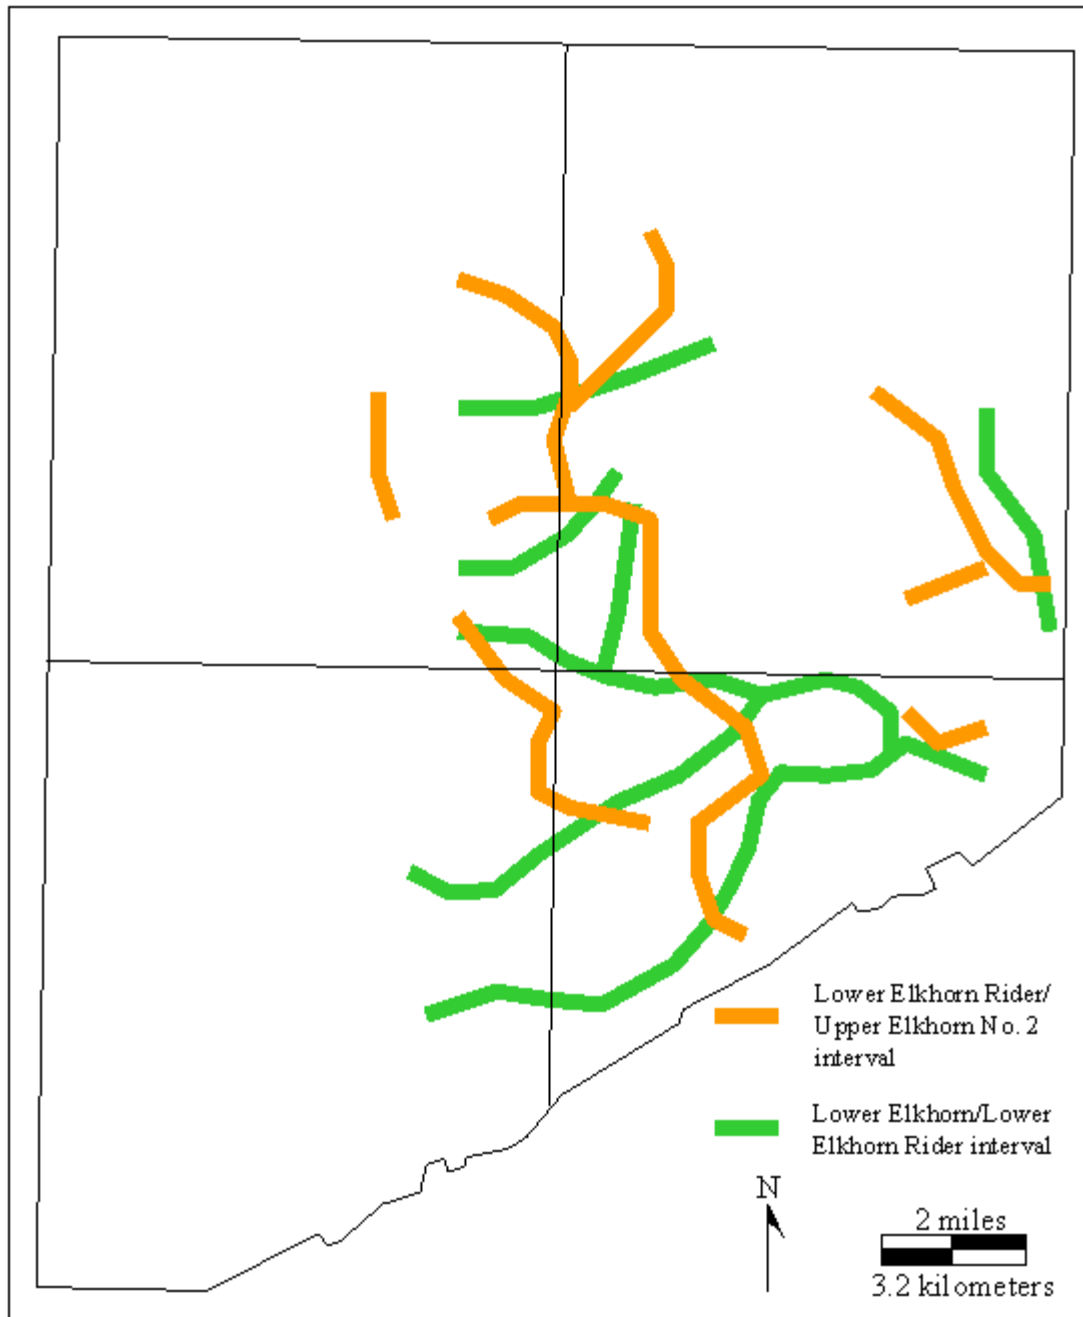 Lower Elkhorn Rider/
Upper Elkhorn No. 2
interval
Lower Elkhorn/Lower
Elkhorn Rider interval
N
2 miles
3.2 kilometers